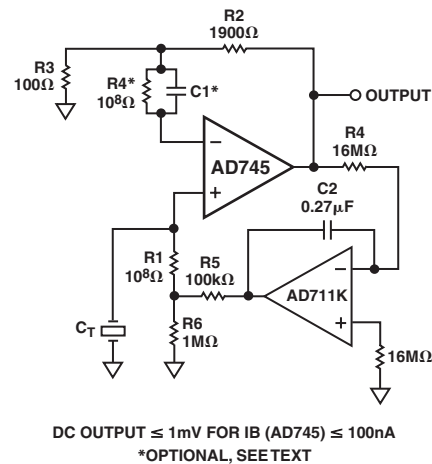 R2
1900Ω
R3
100Ω
R4*
10⁸Ω
C1*
OUTPUT
AD745
−
+
R4
16MΩ
C2
0.27µF
R1
10⁸Ω
R5
100kΩ
AD711K
−
+
CT
R6
1MΩ
16MΩ
DC OUTPUT ≤ 1mV FOR IB (AD745) ≤ 100nA
*OPTIONAL, SEE TEXT